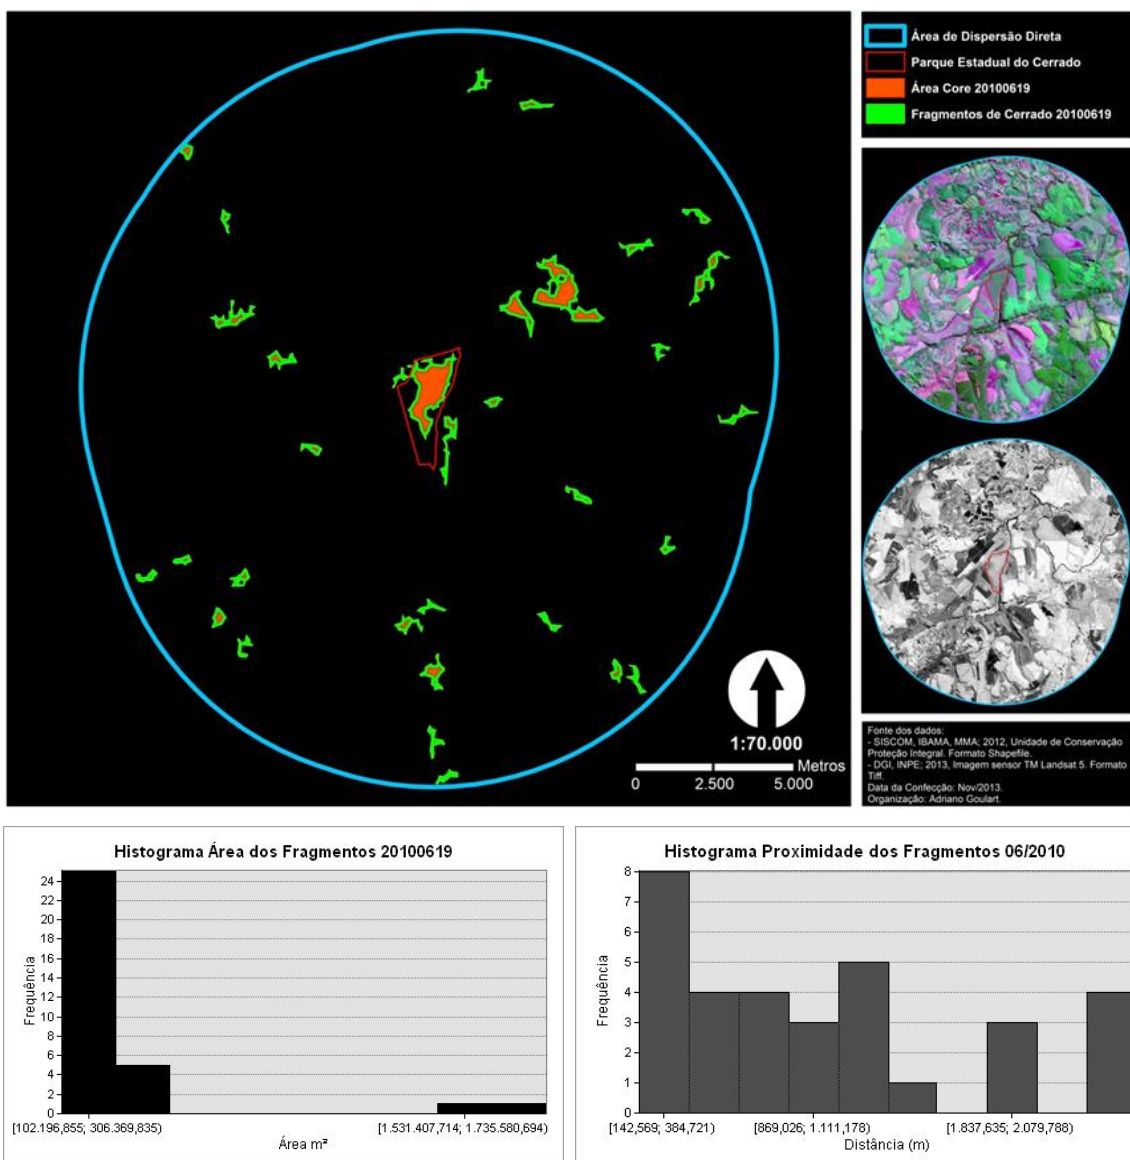 Área de Dispersão Direta
Parque Estadual do Cerrado
Área Core 20100619
Fragmentos de Cerrado 20100619
1:70.000
Metros
0 2.500 5.000
Fonte dos dados:
- SISCOM, IBAMA, MMA; 2012, Unidade de Conservação
Proteção Integral. Formato Shapefile.
- DGI, INPE; 2013, Imagem sensor TM Landsat 5. Formato
Tiff.
Data da Confecção: Nov/2013.
Organização: Adriano Goulart.
Histograma Área dos Fragmentos 20100619
Frequência
24
22
20
18
16
14
12
10
8
6
4
2
0
[102.196,855; 306.369,835) [1.531.407,714; 1.735.580,694)
Área m²
Histograma Proximidade dos Fragmentos 06/2010
Frequência
8
7
6
5
4
3
2
1
0
[142,569; 384,721) [869,026; 1.111,178) [1.837,635; 2.079,788)
Distância (m)